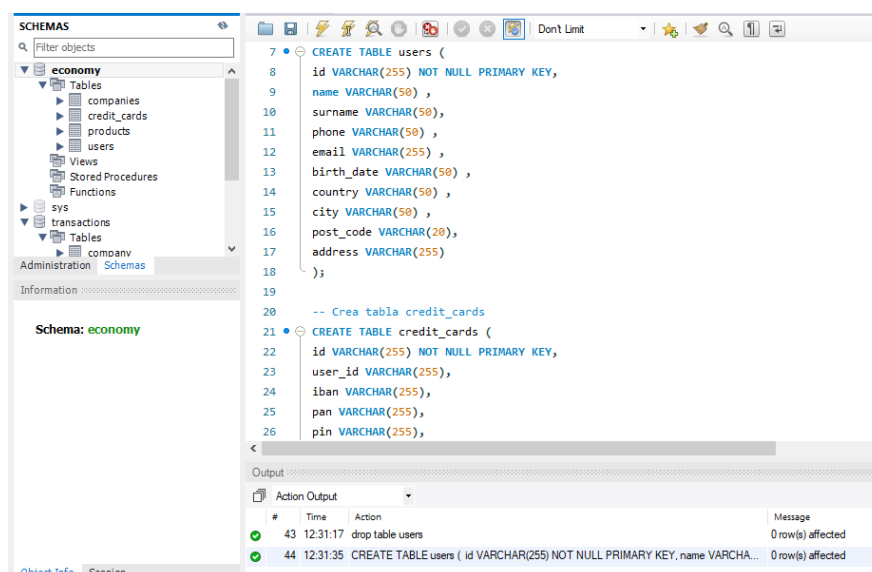 SCHEMAS
Filter objects
economy
Tables
companies
credit_cards
products
users
Views
Stored Procedures
Functions
sys
transactions
Tables
company
Administration Schemas
Information
Schema: economy
Object Info Session
Don't Limit
7 CREATE TABLE users (
8 id VARCHAR(255) NOT NULL PRIMARY KEY,
9 name VARCHAR(50) ,
10 surname VARCHAR(50),
11 phone VARCHAR(50) ,
12 email VARCHAR(255) ,
13 birth_date VARCHAR(50) ,
14 country VARCHAR(50) ,
15 city VARCHAR(50) ,
16 post_code VARCHAR(20),
17 address VARCHAR(255)
18 );
19
20 -- Crea tabla credit_cards
21 CREATE TABLE credit_cards (
22 id VARCHAR(255) NOT NULL PRIMARY KEY,
23 user_id VARCHAR(255),
24 iban VARCHAR(255),
25 pan VARCHAR(255),
26 pin VARCHAR(255),
Output
Action Output
# Time Action Message
43 12:31:17 drop table users 0 row(s) affected
44 12:31:35 CREATE TABLE users ( id VARCHAR(255) NOT NULL PRIMARY KEY, name VARCHA... 0 row(s) affected